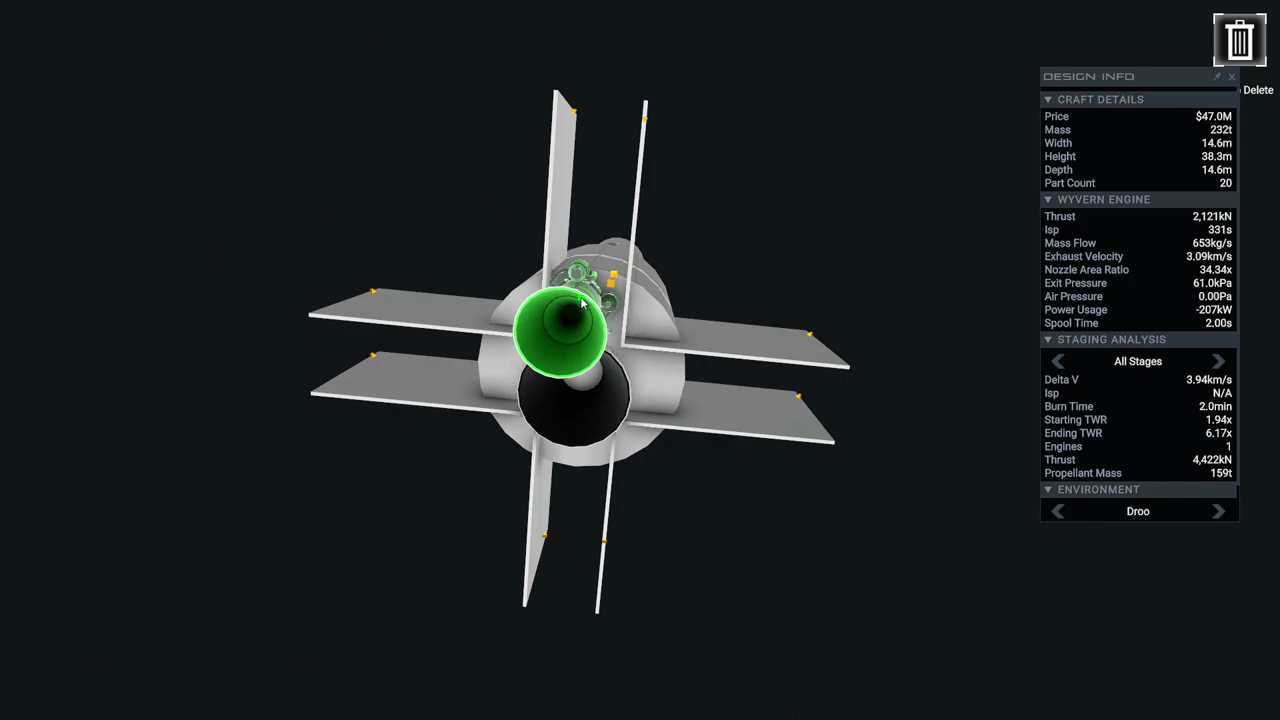 DESIGN INFO
Delete
CRAFT DETAILS
Price $47.0M
Mass 232t
Width 14.6m
Height 38.3m
Depth 14.6m
Part Count 20
WYVERN ENGINE
Thrust 2,121kN
Isp 331s
Mass Flow 653kg/s
Exhaust Velocity 3.09km/s
Nozzle Area Ratio 34.34x
Exit Pressure 61.0kPa
Air Pressure 0.00Pa
Power Usage -207kW
Spool Time 2.00s
STAGING ANALYSIS
All Stages
Delta V 3.94km/s
Isp N/A
Burn Time 2.0min
Starting TWR 1.94x
Ending TWR 6.17x
Engines 1
Thrust 4,422kN
Propellant Mass 159t
ENVIRONMENT
Droo